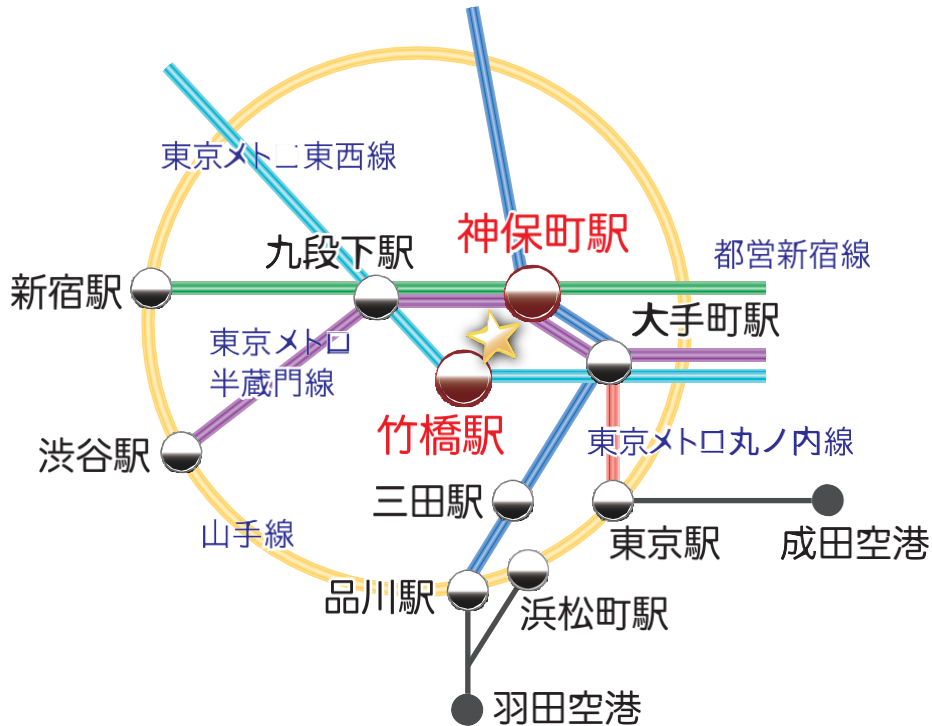 東京メトロ東西線
神保町駅
九段下駅
都営新宿線
新宿駅
大手町駅
東京メトロ
半蔵門線
竹橋駅
東京メトロ丸ノ内線
渋谷駅
三田駅
山手線
東京駅
成田空港
品川駅
浜松町駅
羽田空港